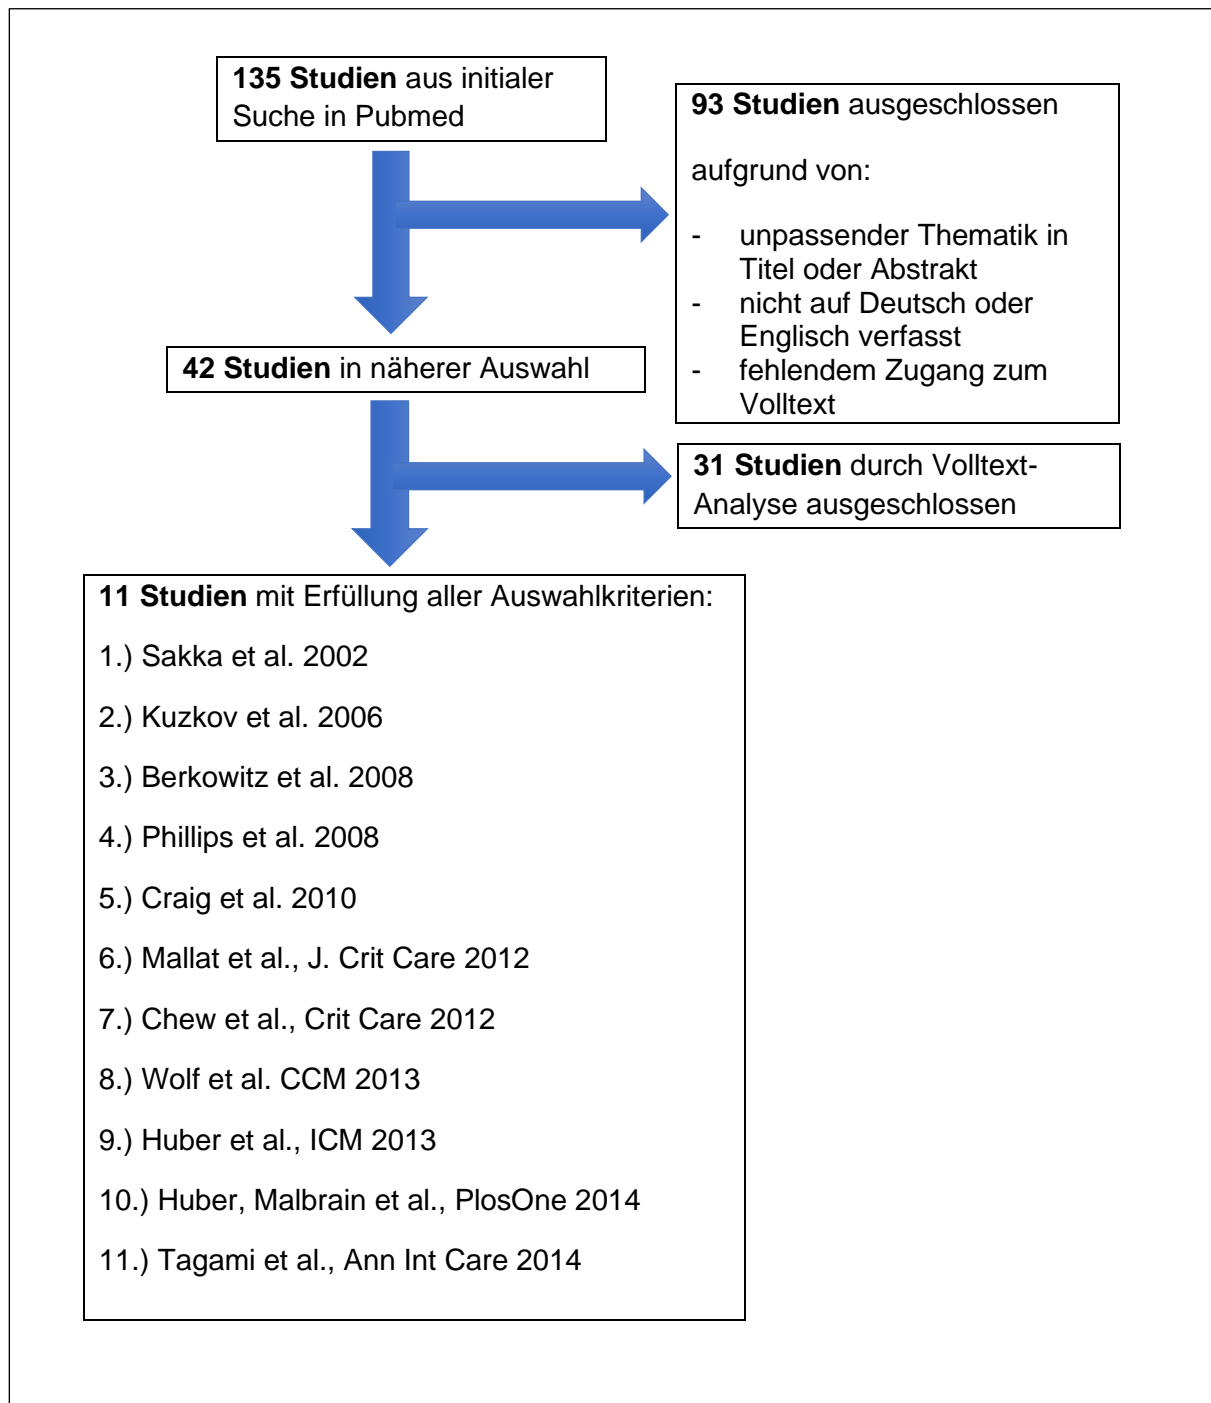 135 Studien aus initialer
Suche in Pubmed
93 Studien ausgeschlossen
aufgrund von:
- unpassender Thematik in
Titel oder Abstrakt
- nicht auf Deutsch oder
Englisch verfasst
- fehlendem Zugang zum
Volltext
42 Studien in näherer Auswahl
31 Studien durch Volltext-
Analyse ausgeschlossen
11 Studien mit Erfüllung aller Auswahlkriterien:
1.) Sakka et al. 2002
2.) Kuzkov et al. 2006
3.) Berkowitz et al. 2008
4.) Phillips et al. 2008
5.) Craig et al. 2010
6.) Mallat et al., J. Crit Care 2012
7.) Chew et al., Crit Care 2012
8.) Wolf et al. CCM 2013
9.) Huber et al., ICM 2013
10.) Huber, Malbrain et al., PlosOne 2014
11.) Tagami et al., Ann Int Care 2014